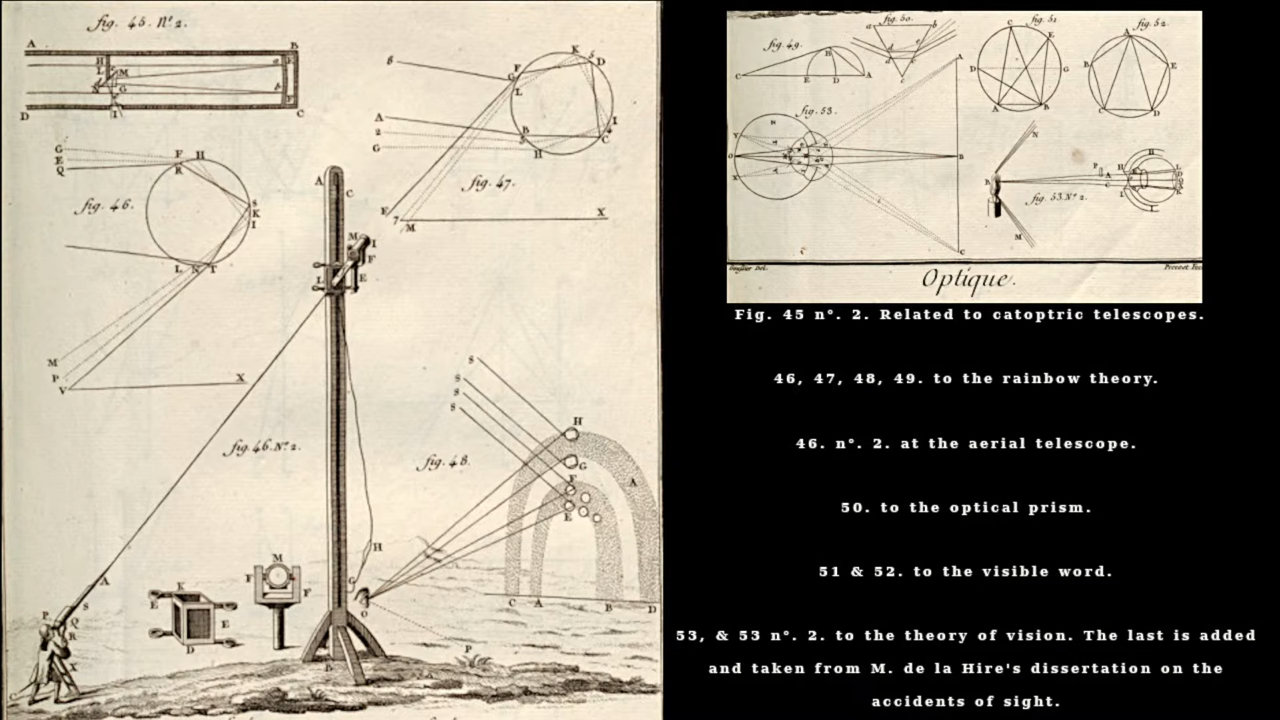 fig. 45. N.º 2.
A
B
H
L
M
a
E
N
G
I
D
C
G
E
Q
F
H
R
fig. 46.
S
K
I
L
N
T
M
P
V
X
6
K
F
G
D
L
A
2
G
B
I
C
H
fig. 47.
E
7
M
X
A
C
M
I
F
L
E
fig. 46. N.º 2.
fig. 48.
S
S
S
S
H
G
F
E
A
C
A
B
D
H
G
O
P
B
M
F
F
K
E
E
D
A
P
S
Q
R
X
C
fig. 49.
B
C
E
D
A
fig. 50.
a
b
c
d
fig. 51
C
E
D
G
A
B
fig. 52.
A
B
E
C
D
fig. 53.
A
Y
O
X
B
C
N
fig. 53. N.º 2.
M
Optique.
Fig. 45 n°. 2. Related to catoptric telescopes.
46, 47, 48, 49. to the rainbow theory.
46. n°. 2. at the aerial telescope.
50. to the optical prism.
51 & 52. to the visible word.
53, & 53 n°. 2. to the theory of vision. The last is added
and taken from M. de la Hire's dissertation on the
accidents of sight.